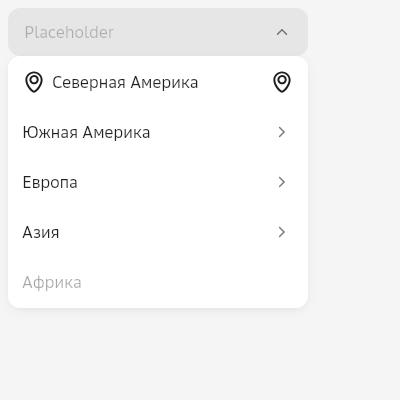 Placeholder
Северная Америка
Южная Америка
Европа
Азия
Африка